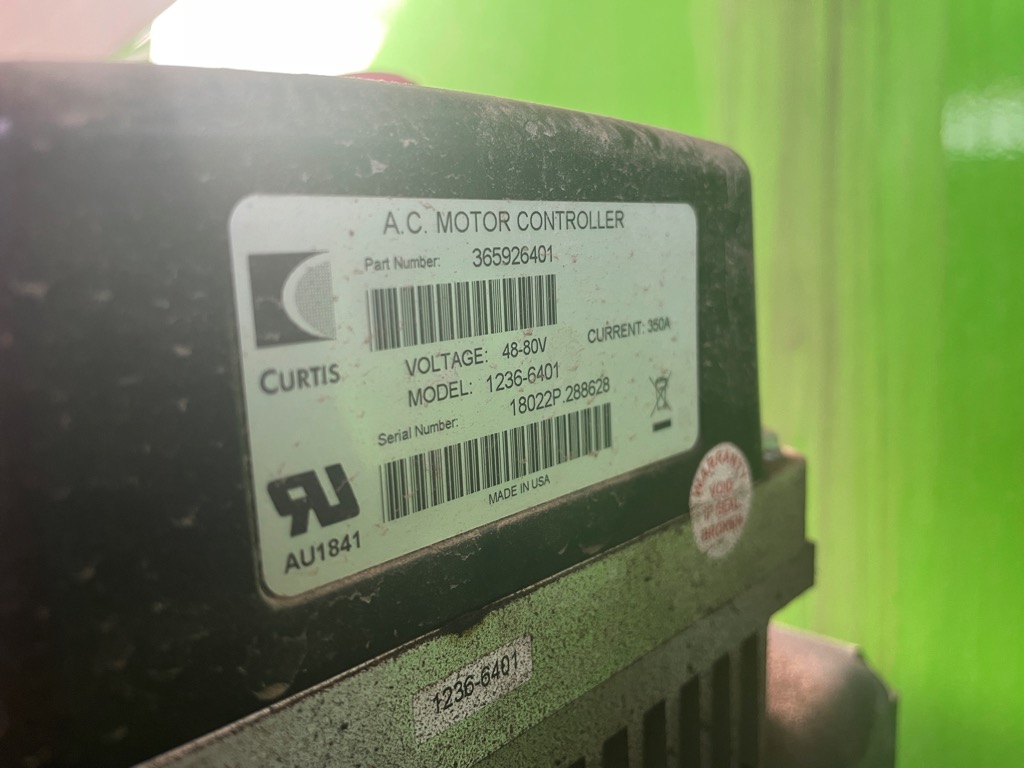 A.C. MOTOR CONTROLLER
Part Number: 365926401
CURTIS
VOLTAGE: 48-80V CURRENT: 350A
MODEL: 1236-6401
Serial Number: 18022P.288628
MADE IN USA
AU1841
WARRANTY
VOID
IF SEAL
BROKEN
1236-6401